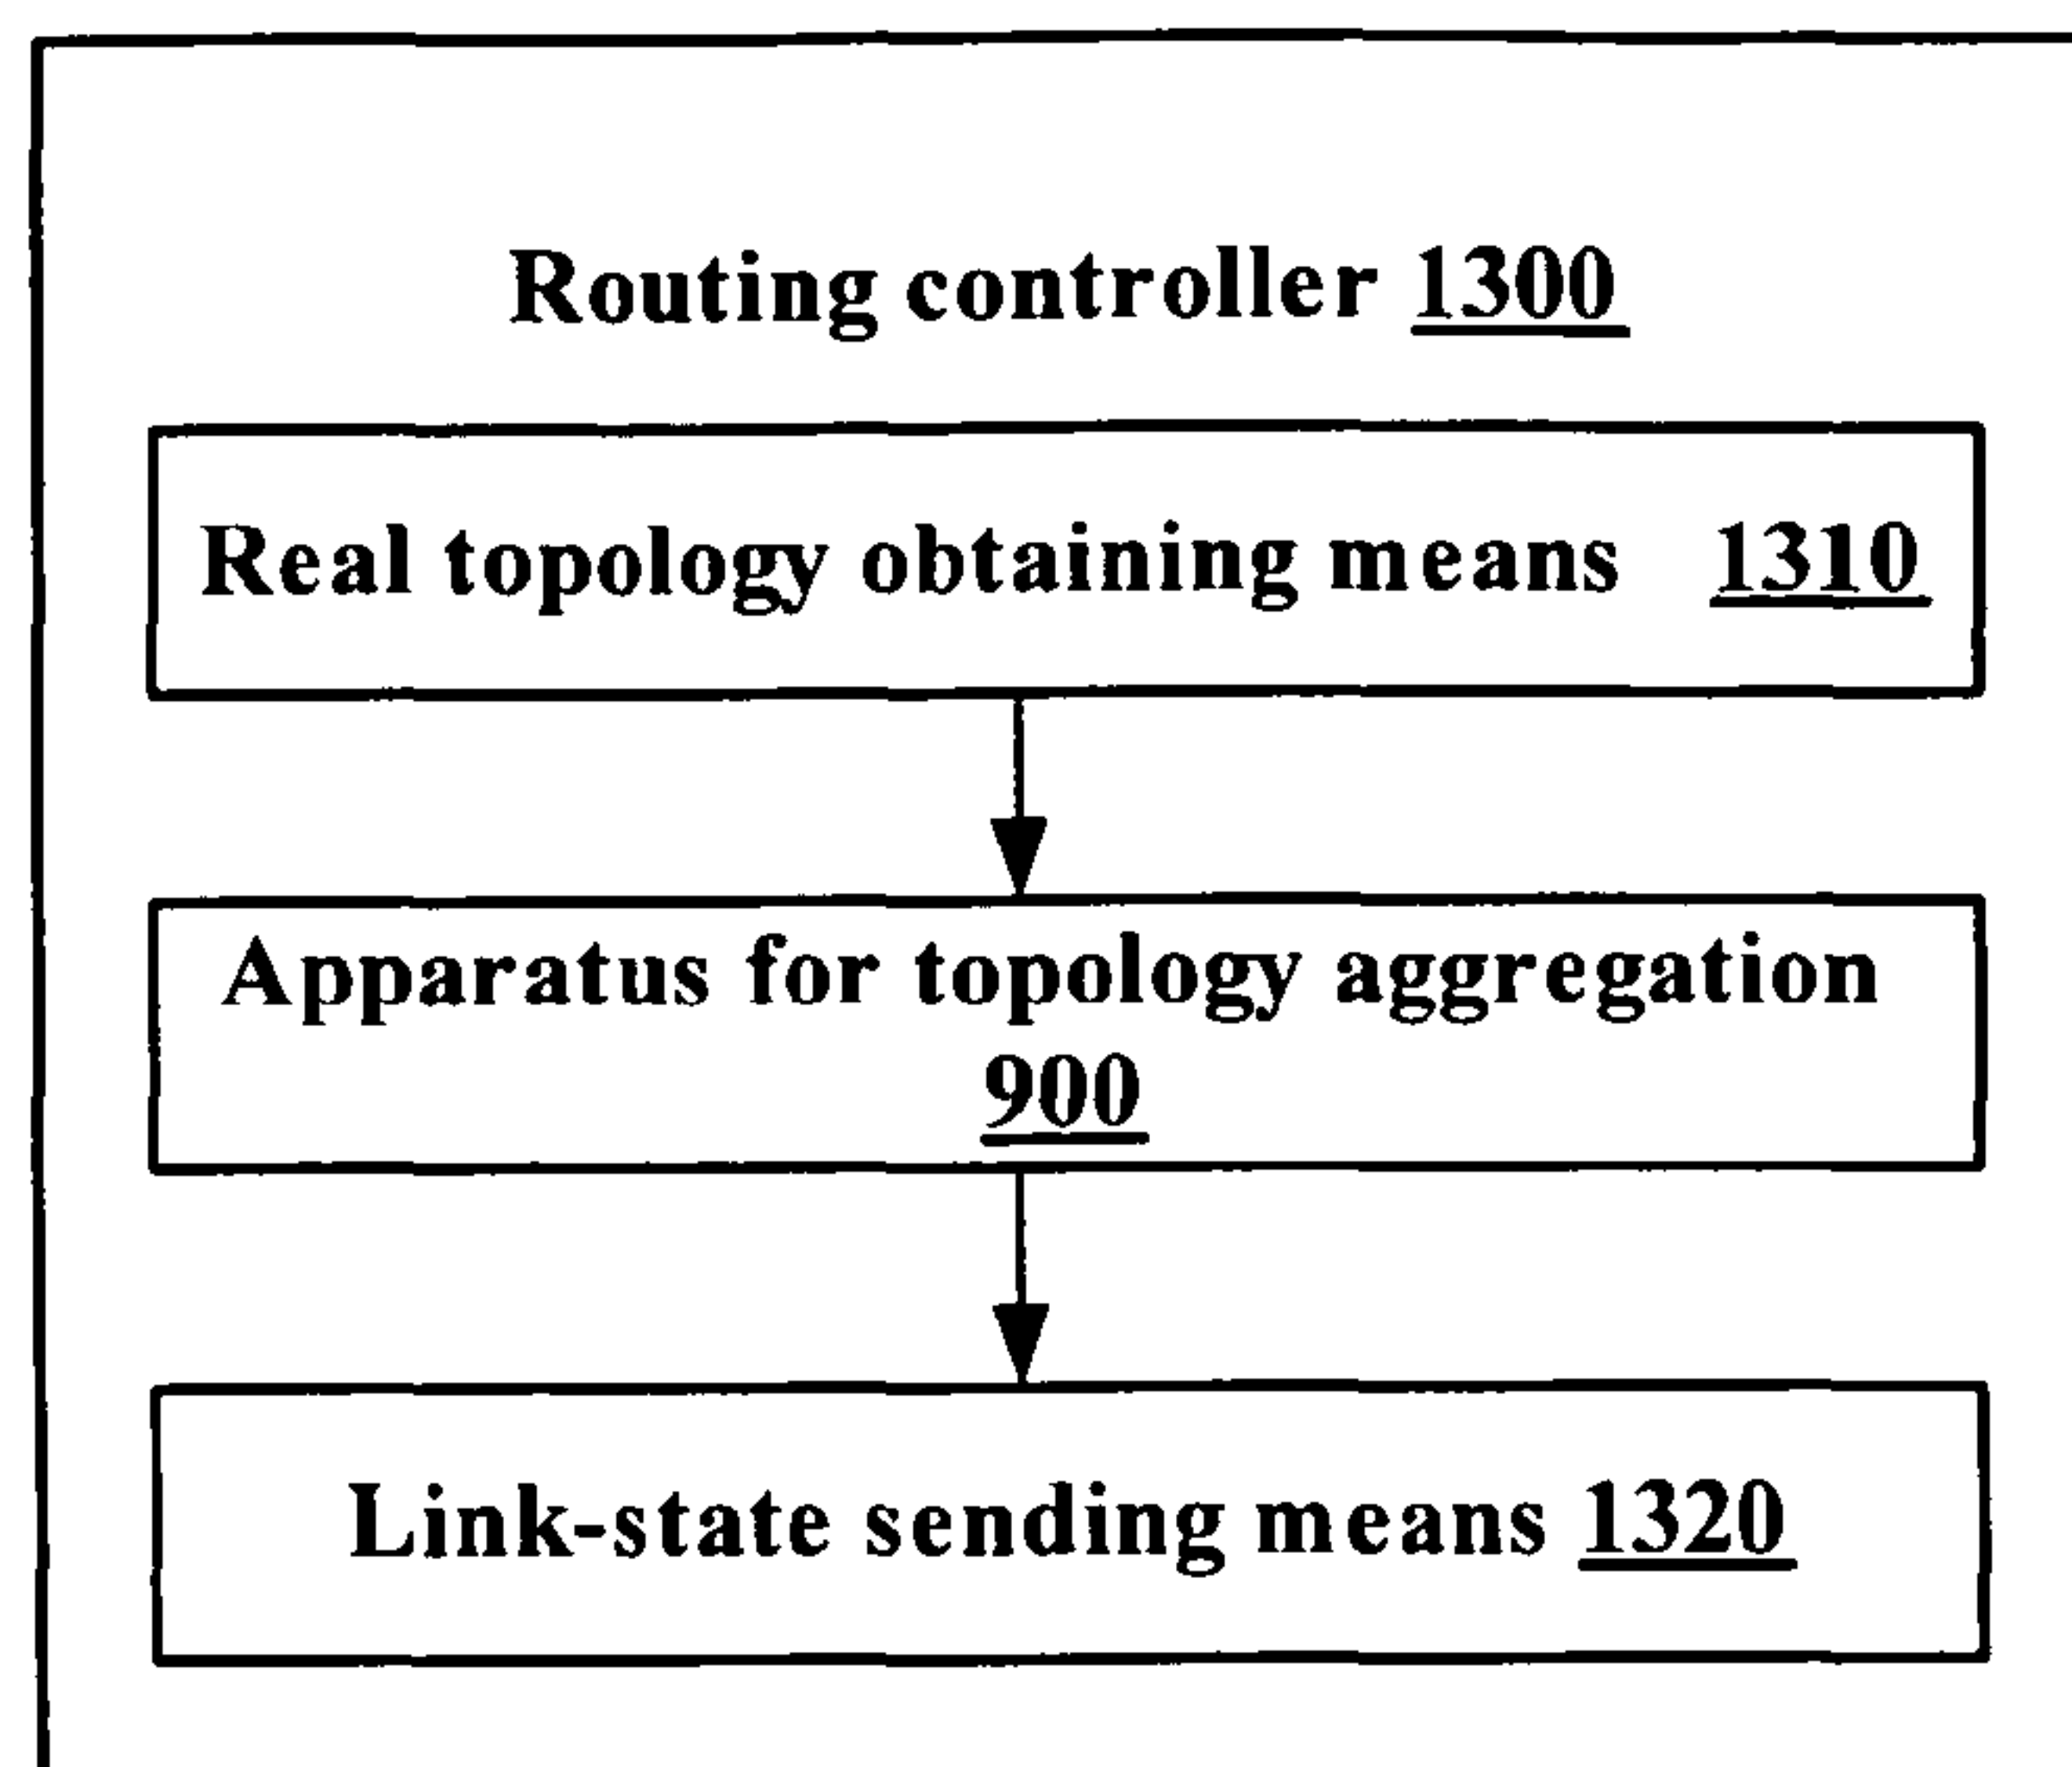 Routing controller 1300
Real topology obtaining means 1310
Apparatus for topology aggregation
900
Link-state sending means 1320